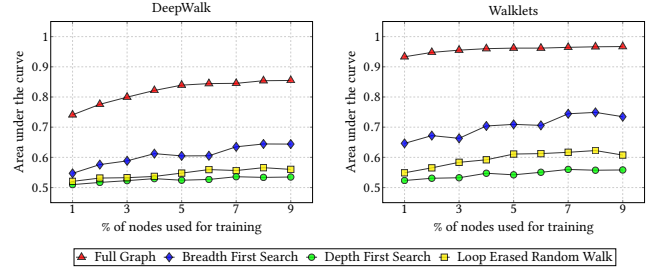 DeepWalk
Walklets
1
0.9
0.8
0.7
0.6
0.5
Area under the curve
1 3 5 7 9
% of nodes used for training
1
0.9
0.8
0.7
0.6
0.5
Area under the curve
1 3 5 7 9
% of nodes used for training
Full Graph Breadth First Search Depth First Search Loop Erased Random Walk